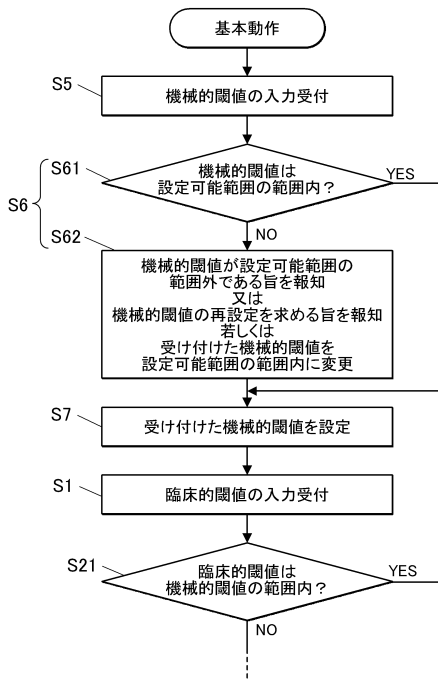 基本動作
S5
機械的閾値の入力受付
S61
機械的閾値は
設定可能範囲の範囲内？
YES
S6
NO
S62
機械的閾値が設定可能範囲の
範囲外である旨を報知
又は
機械的閾値の再設定を求める旨を報知
若しくは
受け付けた機械的閾値を
設定可能範囲の範囲内に変更
S7
受け付けた機械的閾値を設定
S1
臨床的閾値の入力受付
S21
臨床的閾値は
機械的閾値の範囲内？
YES
NO